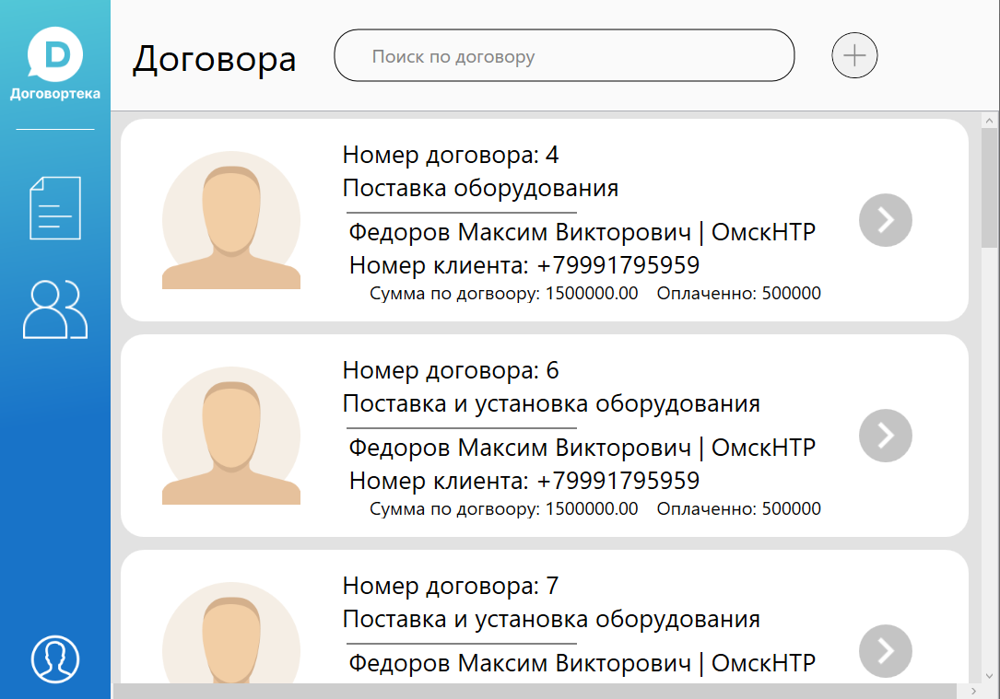 D
Договортека
Договора
Поиск по договору
Номер договора: 4
Поставка оборудования
Федоров Максим Викторович | ОмскНТР
Номер клиента: +79991795959
Сумма по догвоору: 1500000.00 Оплаченно: 500000
Номер договора: 6
Поставка и установка оборудования
Федоров Максим Викторович | ОмскНТР
Номер клиента: +79991795959
Сумма по догвоору: 1500000.00 Оплаченно: 500000
Номер договора: 7
Поставка и установка оборудования
Федоров Максим Викторович | ОмскНТР